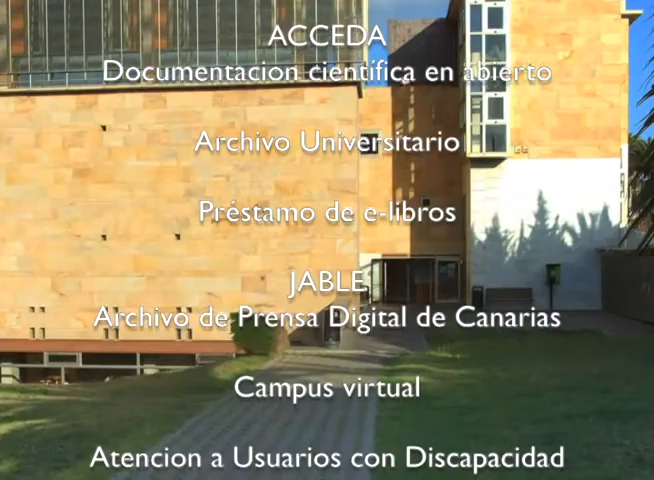 ACCEDA
Documentacion científica en abierto
Archivo Universitario
Préstamo de e-libros
JABLE
Archivo de Prensa Digital de Canarias
Campus virtual
Atencion a Usuarios con Discapacidad